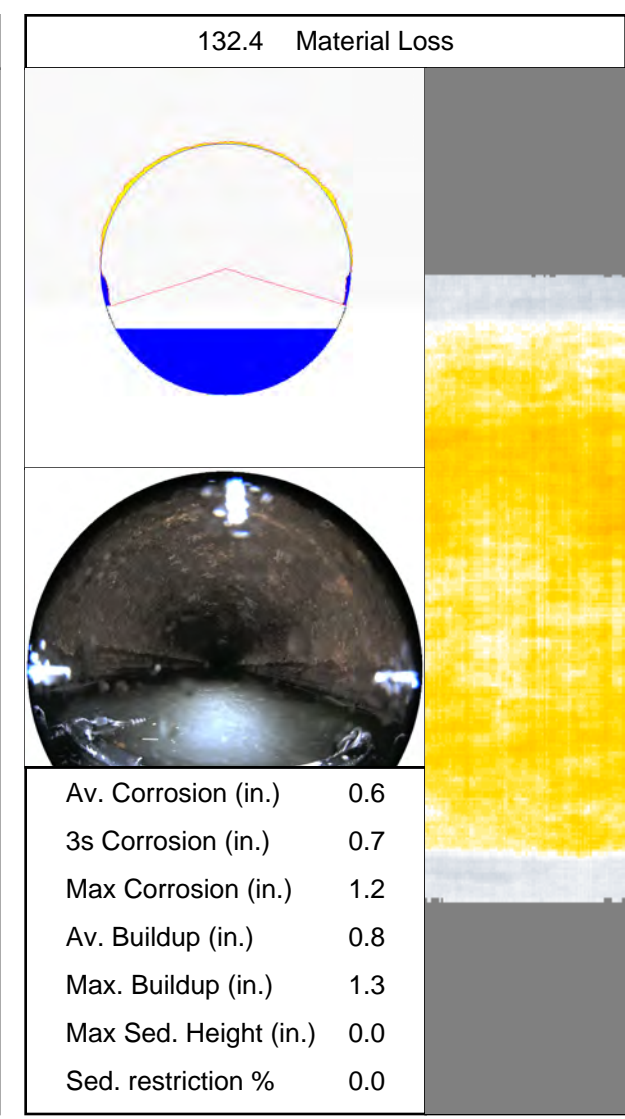 132.4 Material Loss
Av. Corrosion (in.) 0.6
3s Corrosion (in.) 0.7
Max Corrosion (in.) 1.2
Av. Buildup (in.) 0.8
Max. Buildup (in.) 1.3
Max Sed. Height (in.) 0.0
Sed. restriction % 0.0